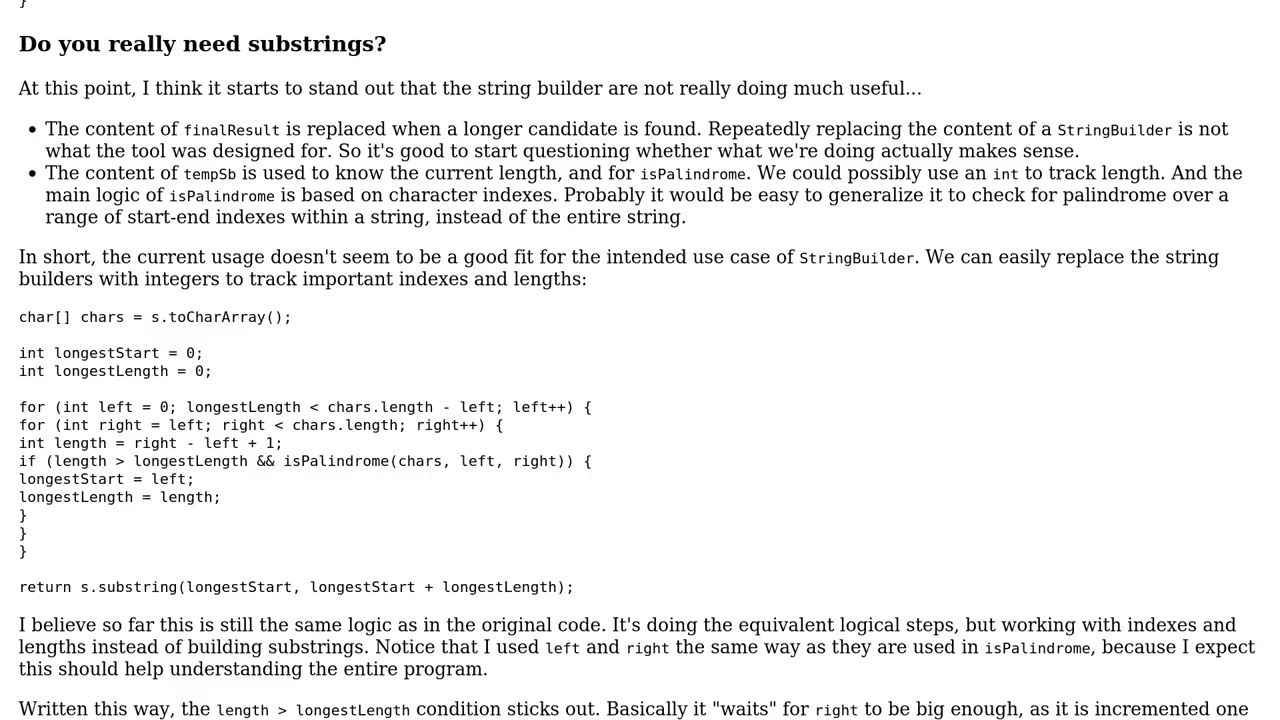 }
Do you really need substrings?
At this point, I think it starts to stand out that the string builder are not really doing much useful...
• The content of finalResult is replaced when a longer candidate is found. Repeatedly replacing the content of a StringBuilder is not
what the tool was designed for. So it's good to start questioning whether what we're doing actually makes sense.
• The content of tempSb is used to know the current length, and for isPalindrome. We could possibly use an int to track length. And the
main logic of isPalindrome is based on character indexes. Probably it would be easy to generalize it to check for palindrome over a
range of start-end indexes within a string, instead of the entire string.
In short, the current usage doesn't seem to be a good fit for the intended use case of StringBuilder. We can easily replace the string
builders with integers to track important indexes and lengths:
char[] chars = s.toCharArray();
int longestStart = 0;
int longestLength = 0;
for (int left = 0; longestLength < chars.length - left; left++) {
for (int right = left; right < chars.length; right++) {
int length = right - left + 1;
if (length > longestLength && isPalindrome(chars, left, right)) {
longestStart = left;
longestLength = length;
}
}
}
return s.substring(longestStart, longestStart + longestLength);
I believe so far this is still the same logic as in the original code. It's doing the equivalent logical steps, but working with indexes and
lengths instead of building substrings. Notice that I used left and right the same way as they are used in isPalindrome, because I expect
this should help understanding the entire program.
Written this way, the length > longestLength condition sticks out. Basically it "waits" for right to be big enough, as it is incremented one